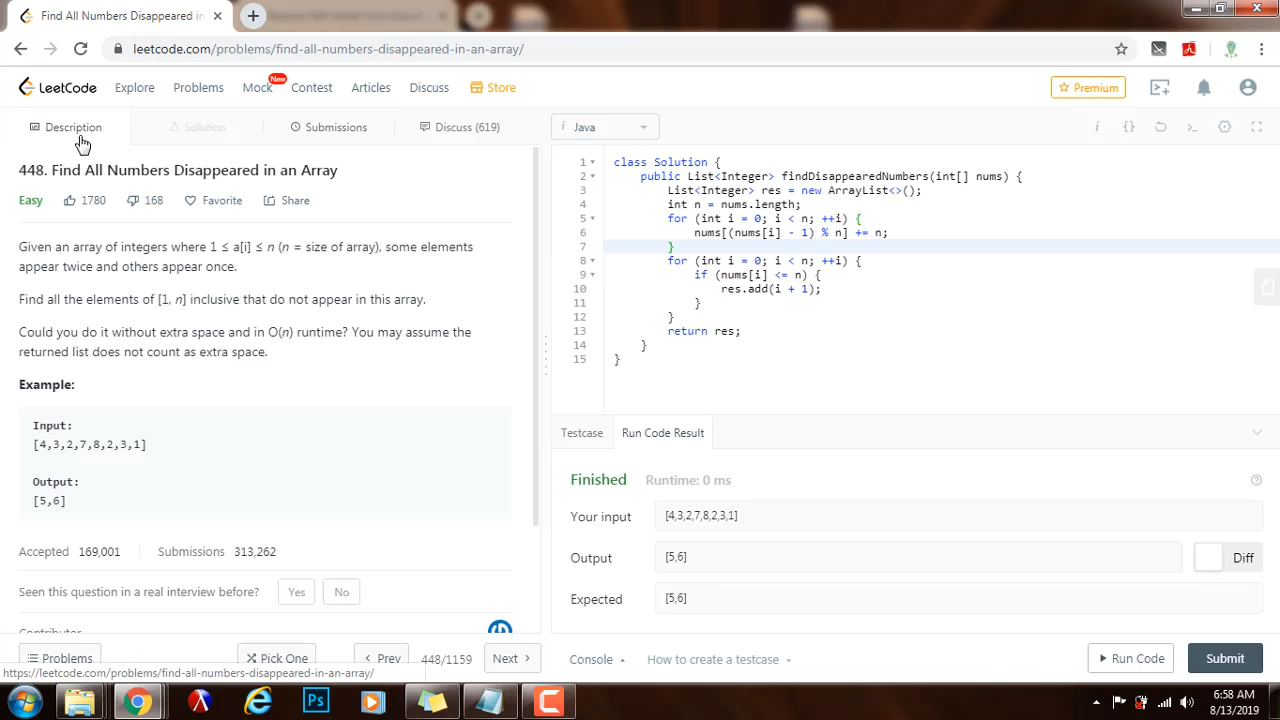 Find All Numbers Disappeared in
leetcode.com/problems/find-all-numbers-disappeared-in-an-array/
LeetCode
Explore
Problems
Mock
New
Contest
Articles
Discuss
Store
Premium
Description
Solution
Submissions
Discuss (619)
i Java
448. Find All Numbers Disappeared in an Array
Easy
1780
168
Favorite
Share
Given an array of integers where 1 ≤ a[i] ≤ n (n = size of array), some elements
appear twice and others appear once.
Find all the elements of [1, n] inclusive that do not appear in this array.
Could you do it without extra space and in O(n) runtime? You may assume the
returned list does not count as extra space.
Example:
Input:
[4,3,2,7,8,2,3,1]
Output:
[5,6]
Accepted 169,001
Submissions 313,262
Seen this question in a real interview before?
Yes
No
Contributor
Problems
Pick One
Prev
448/1159
Next
https://leetcode.com/problems/find-all-numbers-disappeared-in-an-array/
1 class Solution {
2 public List<Integer> findDisappearedNumbers(int[] nums) {
3 List<Integer> res = new ArrayList<>();
4 int n = nums.length;
5 for (int i = 0; i < n; ++i) {
6 nums[(nums[i] - 1) % n] += n;
7 }
8 for (int i = 0; i < n; ++i) {
9 if (nums[i] <= n) {
10 res.add(i + 1);
11 }
12 }
13 return res;
14 }
15 }
Testcase
Run Code Result
Finished
Runtime: 0 ms
Your input
[4,3,2,7,8,2,3,1]
Output
[5,6]
Diff
Expected
[5,6]
Console
How to create a testcase
Run Code
Submit
Ps
6:58 AM
8/13/2019